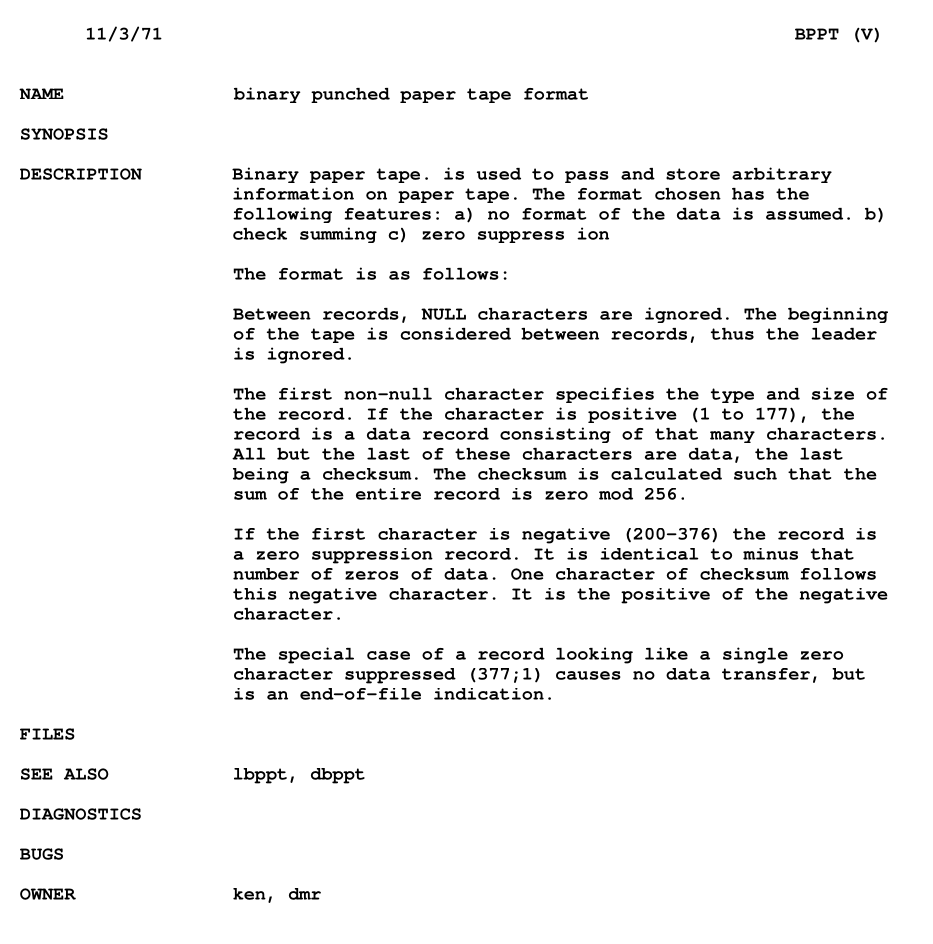 11/3/71 BPPT (V)
NAME binary punched paper tape format
SYNOPSIS
DESCRIPTION Binary paper tape. is used to pass and store arbitrary
information on paper tape. The format chosen has the
following features: a) no format of the data is assumed. b)
check summing c) zero suppress ion
The format is as follows:
Between records, NULL characters are ignored. The beginning
of the tape is considered between records, thus the leader
is ignored.
The first non-null character specifies the type and size of
the record. If the character is positive (1 to 177), the
record is a data record consisting of that many characters.
All but the last of these characters are data, the last
being a checksum. The checksum is calculated such that the
sum of the entire record is zero mod 256.
If the first character is negative (200-376) the record is
a zero suppression record. It is identical to minus that
number of zeros of data. One character of checksum follows
this negative character. It is the positive of the negative
character.
The special case of a record looking like a single zero
character suppressed (377;1) causes no data transfer, but
is an end-of-file indication.
FILES
SEE ALSO lbppt, dbppt
DIAGNOSTICS
BUGS
OWNER ken, dmr